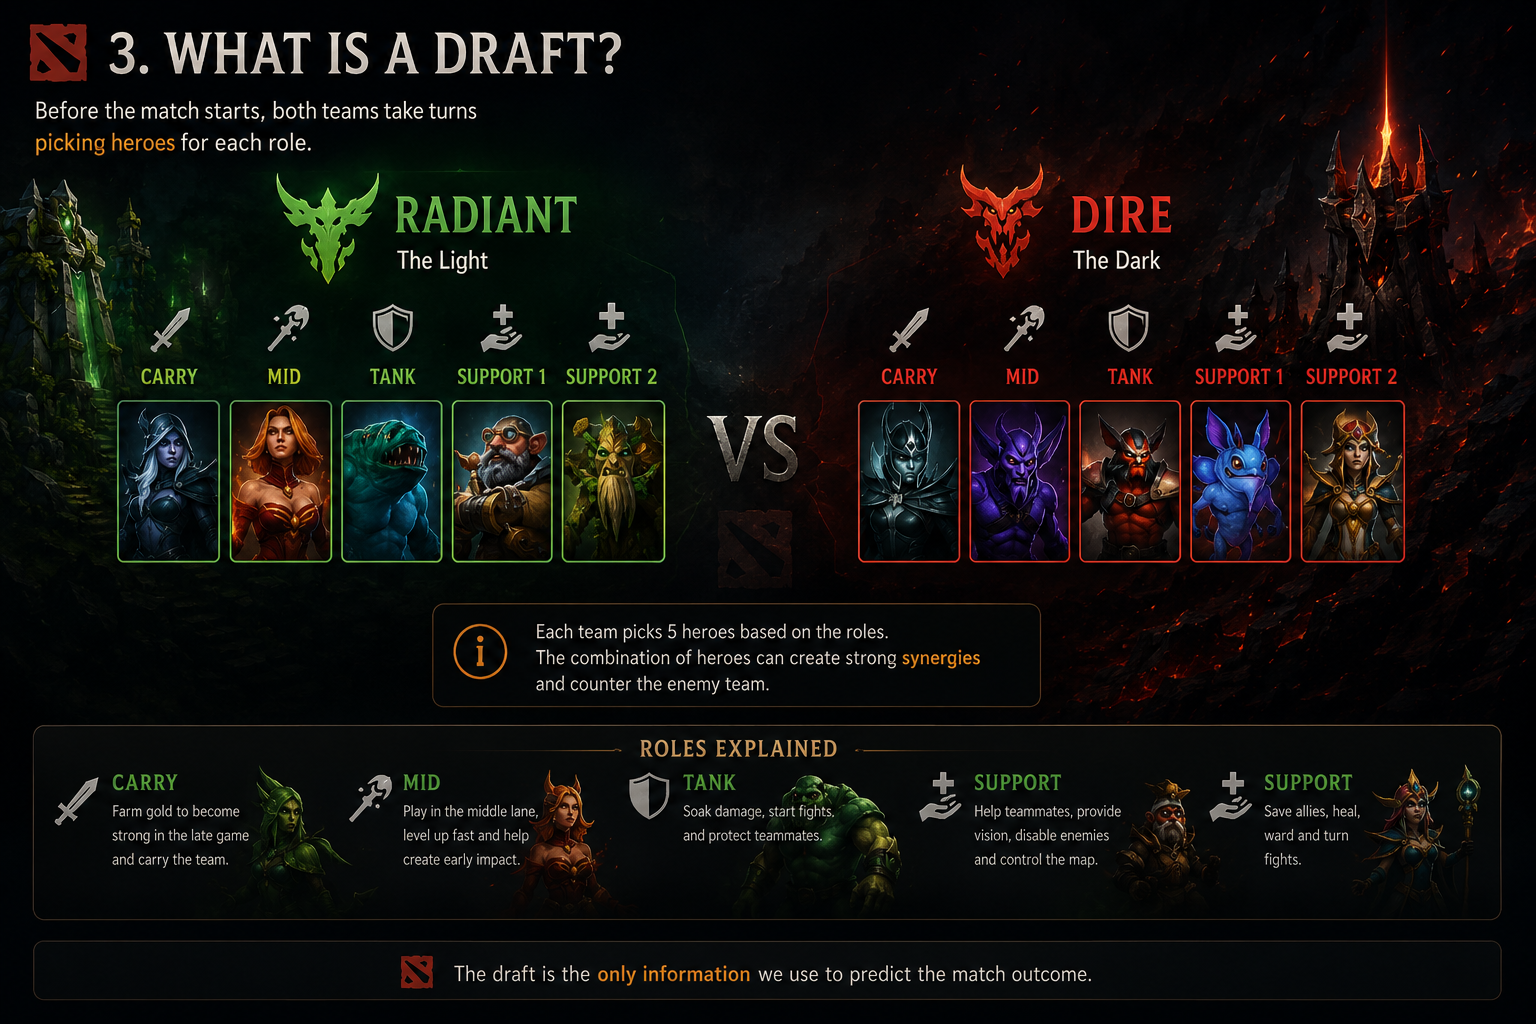 3. WHAT IS A DRAFT?
Before the match starts, both teams take turns
picking heroes for each role.
RADIANT
The Light
CARRY
MID
TANK
SUPPORT 1
SUPPORT 2
VS
DIRE
The Dark
CARRY
MID
TANK
SUPPORT 1
SUPPORT 2
Each team picks 5 heroes based on the roles.
The combination of heroes can create strong synergies
and counter the enemy team.
ROLES EXPLAINED
CARRY
Farm gold to become
strong in the late game
and carry the team.
MID
Play in the middle lane,
level up fast and help
create early impact.
TANK
Soak damage, start fights,
and protect teammates.
SUPPORT
Help teammates, provide
vision, disable enemies
and control the map.
SUPPORT
Save allies, heal,
ward and turn
fights.
The draft is the only information we use to predict the match outcome.